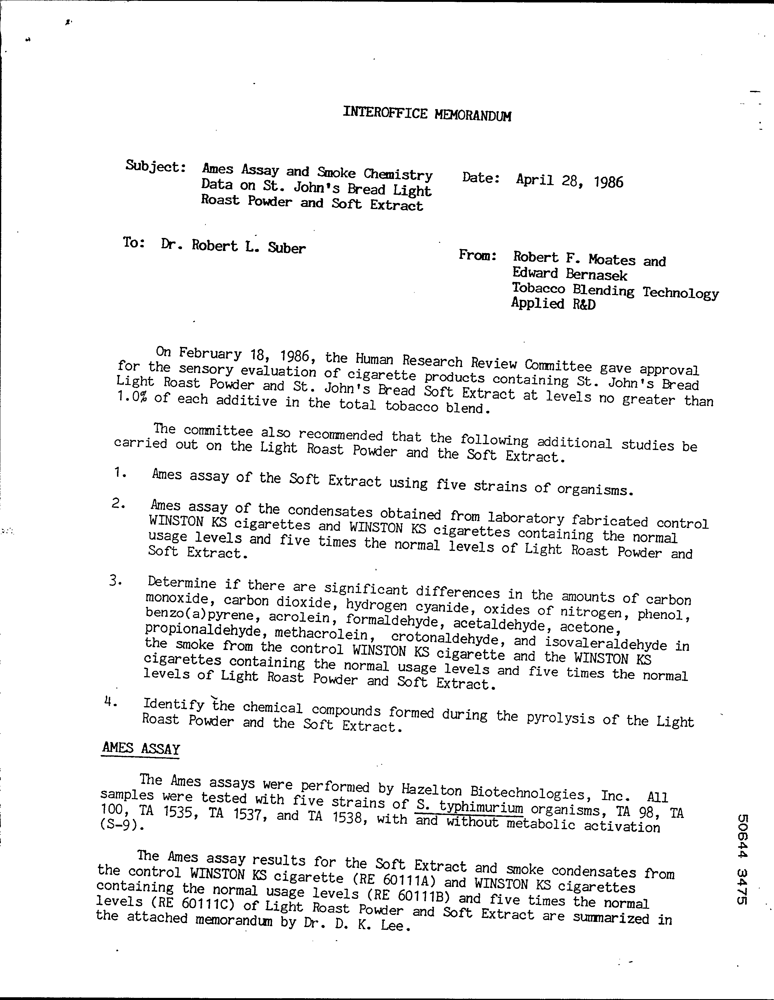 INTEROFFICE MEMORANDUM
Subject: Ames Assay and Smoke Chemistry
Data on St. John's Bread Light
Roast Powder and Soft Extract
Date: April 28, 1986
To: Dr. Robert L. Suber
From: Robert F. Moates and
Edward Bernasek
Tobacco Blending Technology
Applied R&D
On February 18, 1986, the Human Research Review Committee gave approval
for the sensory evaluation of cigarette products containing St. John's Bread
Light Roast Powder and St. John's Bread Soft Extract at levels no greater than
1.0% of each additive in the total tobacco blend.
The committee also recommended that the following additional studies be
carried out on the Light Roast Powder and the Soft Extract.
1. Ames assay of the Soft Extract using five strains of organisms.
2. Ames assay of the condensates obtained from laboratory fabricated control
WINSTON KS cigarettes and WINSTON KS cigarettes containing the normal
usage levels and five times the normal levels of Light Roast Powder and
Soft Extract.
3. Determine if there are significant differences in the amounts of carbon
monoxide, carbon dioxide, hydrogen cyanide, oxides of nitrogen, phenol,
benzo(a)pyrene, acrolein, formaldehyde, acetaldehyde, acetone,
propionaldehyde, methacrolein, crotonaldehyde, and isovaleraldehyde in
the smoke from the control WINSTON KS cigarette and the WINSTON KS
cigarettes containing the normal usage levels and five times the normal
levels of Light Roast Powder and Soft Extract.
4. Identify the chemical compounds formed during the pyrolysis of the Light
Roast Powder and the Soft Extract.
AMES ASSAY
The Ames assays were performed by Hazelton Biotechnologies, Inc. All
samples were tested with five strains of S. typhimurium organisms, TA 98, TA
100, TA 1535, TA 1537, and TA 1538, with and without metabolic activation
(S-9).
The Ames assay results for the Soft Extract and smoke condensates from
the control WINSTON KS cigarette (RE 60111A) and WINSTON KS cigarettes
containing the normal usage levels (RE 60111B) and five times the normal
levels (RE 60111C) of Light Roast Powder and Soft Extract are summarized in
the attached memorandum by Dr. D. K. Lee.
50644 3475